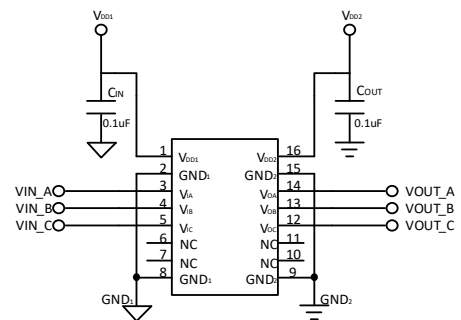 VDD1 VDD2
CIN COUT
0.1uF 0.1uF
1 VDD1 VDD2 16
2 GND1 GND2 15
VIN_A 3 VIA VOA 14 VOUT_A
VIN_B 4 VIB VOB 13 VOUT_B
VIN_C 5 VIC VOC 12 VOUT_C
6 NC NC 11
7 NC NC 10
8 GND1 GND2 9
GND1 GND2